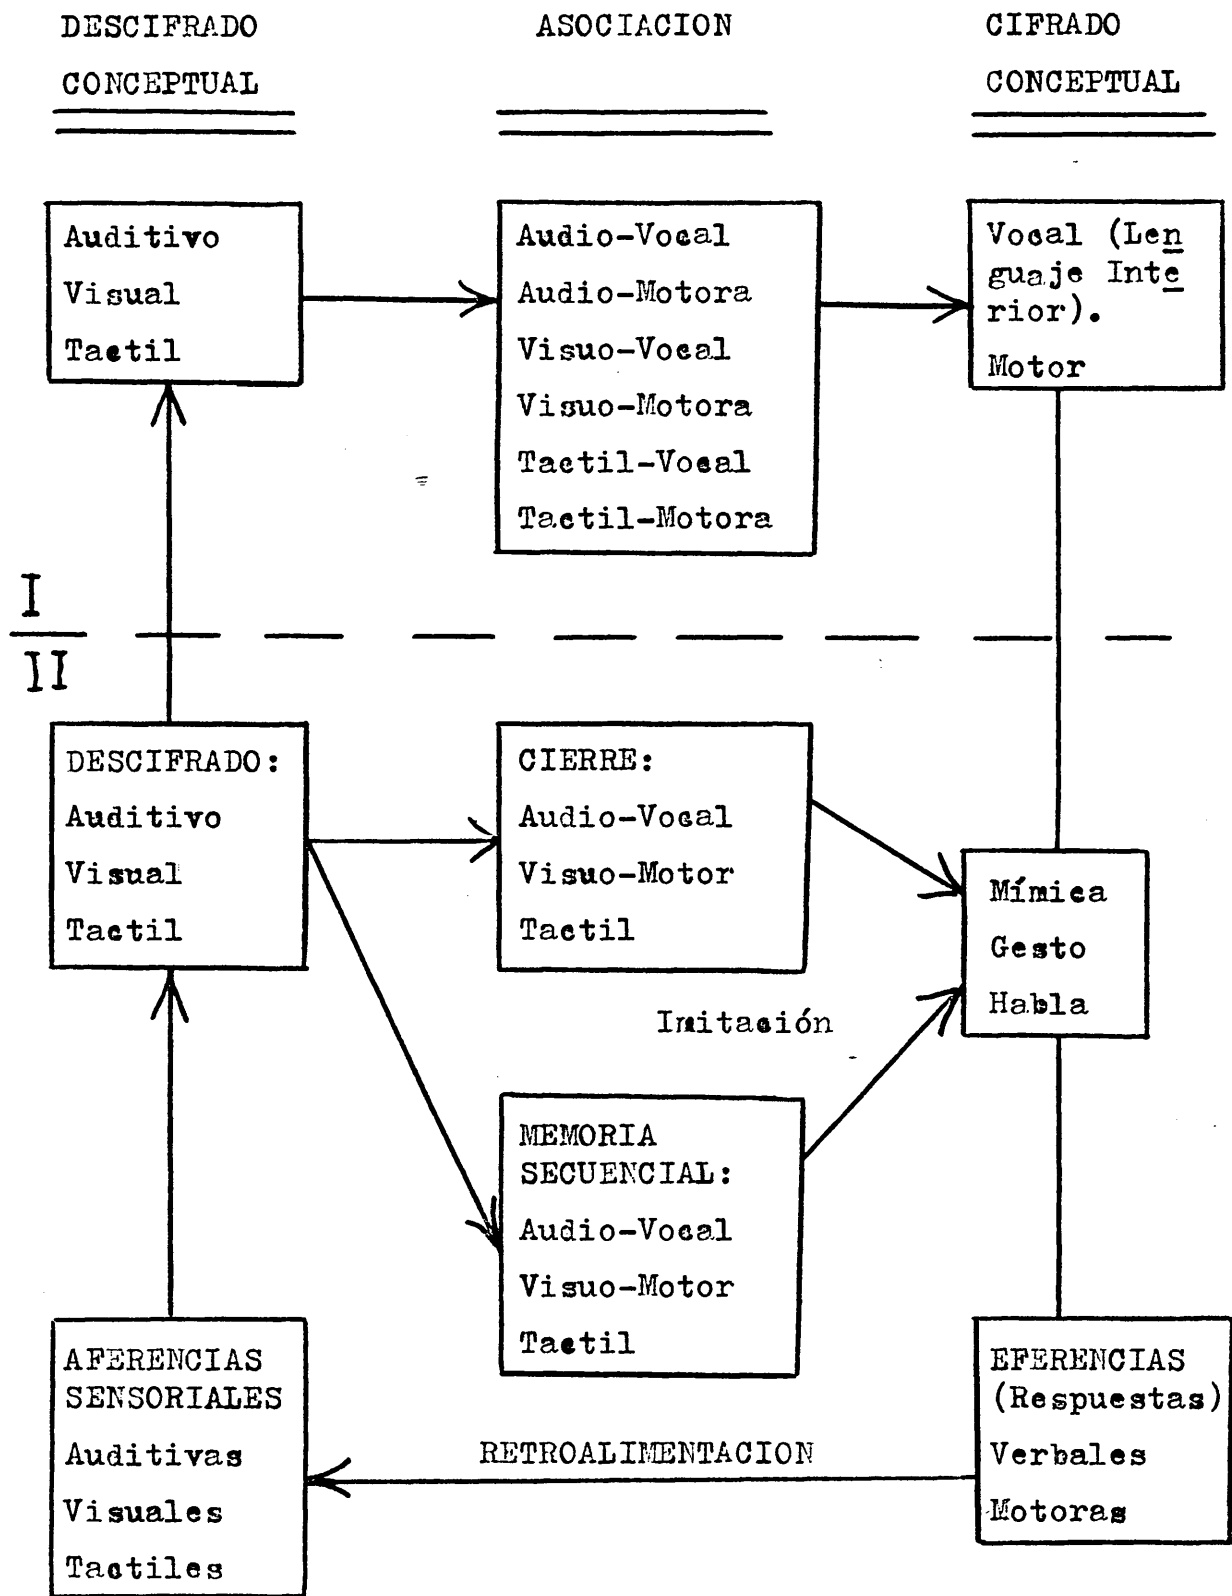 DESCIFRADO
CONCEPTUAL
ASOCIACION
CIFRADO
CONCEPTUAL
Auditivo
Visual
Tactil
Audio-Vocal
Audio-Motora
Visuo-Vocal
Visuo-Motora
Tactil-Vocal
Tactil-Motora
Vocal (Len
guaje Inte
rior).
Motor
I
II
DESCIFRADO:
Auditivo
Visual
Tactil
CIERRE:
Audio-Vocal
Visuo-Motor
Tactil
Mímica
Gesto
Habla
Imitación
MEMORIA
SECUENCIAL:
Audio-Vocal
Visuo-Motor
Tactil
AFERENCIAS
SENSORIALES
Auditivas
Visuales
Tactiles
RETROALIMENTACION
EFERENCIAS
(Respuestas)
Verbales
Motoras